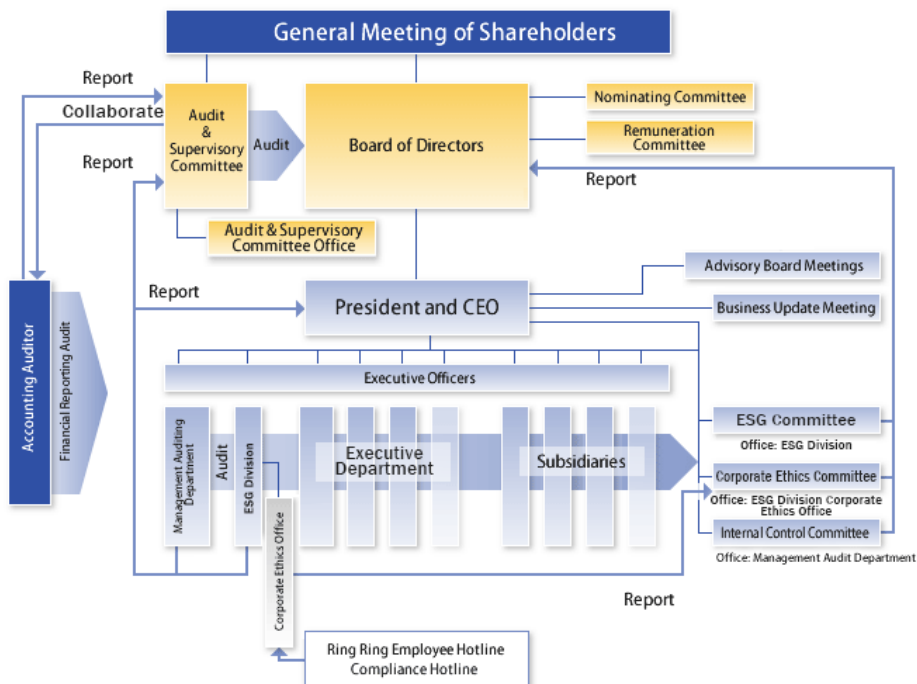 General Meeting of Shareholders
Report
Collaborate
Report
Audit
&
Supervisory
Committee
Audit
Board of Directors
Nominating Committee
Remuneration
Committee
Report
Audit & Supervisory
Committee Office
Report
President and CEO
Advisory Board Meetings
Business Update Meeting
Accounting Auditor
Financial Reporting Audit
Executive Officers
Management Auditing
Department
Audit
ESG Division
Executive
Department
Subsidiaries
ESG Committee
Office: ESG Division
Corporate Ethics Committee
Office: ESG Division Corporate
Ethics Office
Internal Control Committee
Office: Management Audit Department
Corporate Ethics Office
Report
Ring Ring Employee Hotline
Compliance Hotline